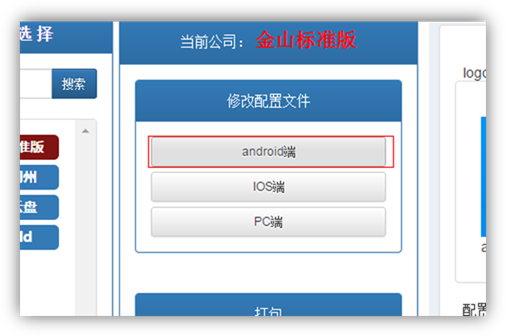 选 择
搜索
准版
州
盘
ld
当前公司： 金山标准版
修改配置文件
android端
IOS端
PC端
打包
logo
配置